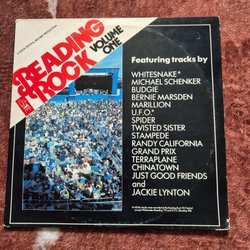 READING
ROCK
VOLUME
ONE
Featuring tracks by
WHITESNAKE*
MICHAEL SCHENKER
BUDGIE
BERNIE MARSDEN
MARILLION
U.F.O.*
SPIDER
TWISTED SISTER
STAMPEDE
RANDY CALIFORNIA
GRAND PRIX
TERRAPLANE
CHINATOWN
JUST GOOD FRIENDS
and
JACKIE LYNTON